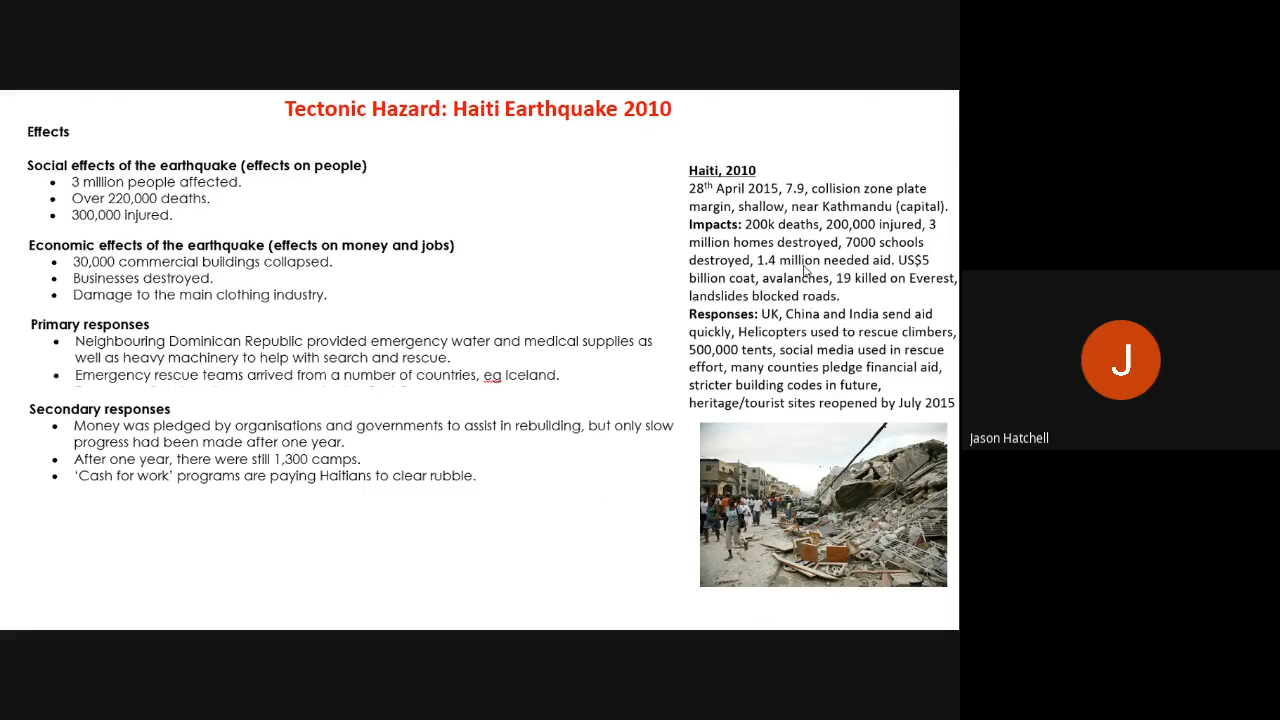 Tectonic Hazard: Haiti Earthquake 2010
Effects
Social effects of the earthquake (effects on people)
• 3 million people affected.
• Over 220,000 deaths.
• 300,000 injured.
Economic effects of the earthquake (effects on money and jobs)
• 30,000 commercial buildings collapsed.
• Businesses destroyed.
• Damage to the main clothing industry.
Primary responses
• Neighbouring Dominican Republic provided emergency water and medical supplies as
well as heavy machinery to help with search and rescue.
• Emergency rescue teams arrived from a number of countries, eg Iceland.
Secondary responses
• Money was pledged by organisations and governments to assist in rebuilding, but only slow
progress had been made after one year.
• After one year, there were still 1,300 camps.
• ‘Cash for work’ programs are paying Haitians to clear rubble.
Haiti, 2010
28th April 2015, 7.9, collision zone plate
margin, shallow, near Kathmandu (capital).
Impacts: 200k deaths, 200,000 injured, 3
million homes destroyed, 7000 schools
destroyed, 1.4 million needed aid. US$5
billion coat, avalanches, 19 killed on Everest,
landslides blocked roads.
Responses: UK, China and India send aid
quickly, Helicopters used to rescue climbers,
500,000 tents, social media used in rescue
effort, many counties pledge financial aid,
stricter building codes in future,
heritage/tourist sites reopened by July 2015
J
Jason Hatchell